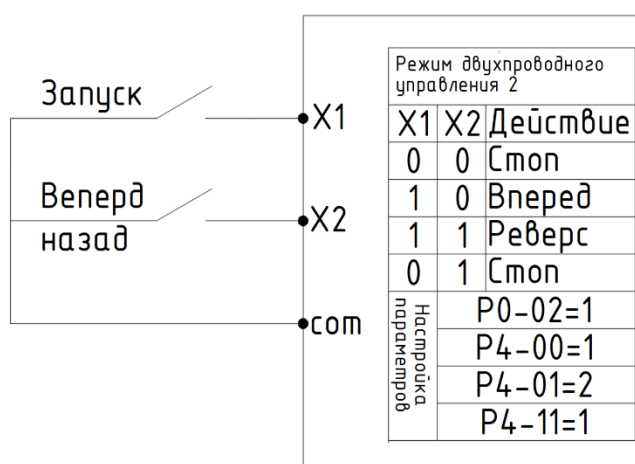 Запуск
X1
Веперд
назад
X2
com
Режим двухпроводного
управления 2
X1 X2 Действие
0 0 Стоп
1 0 Вперед
1 1 Реверс
0 1 Стоп
Настройка
параметров
P0-02=1
P4-00=1
P4-01=2
P4-11=1